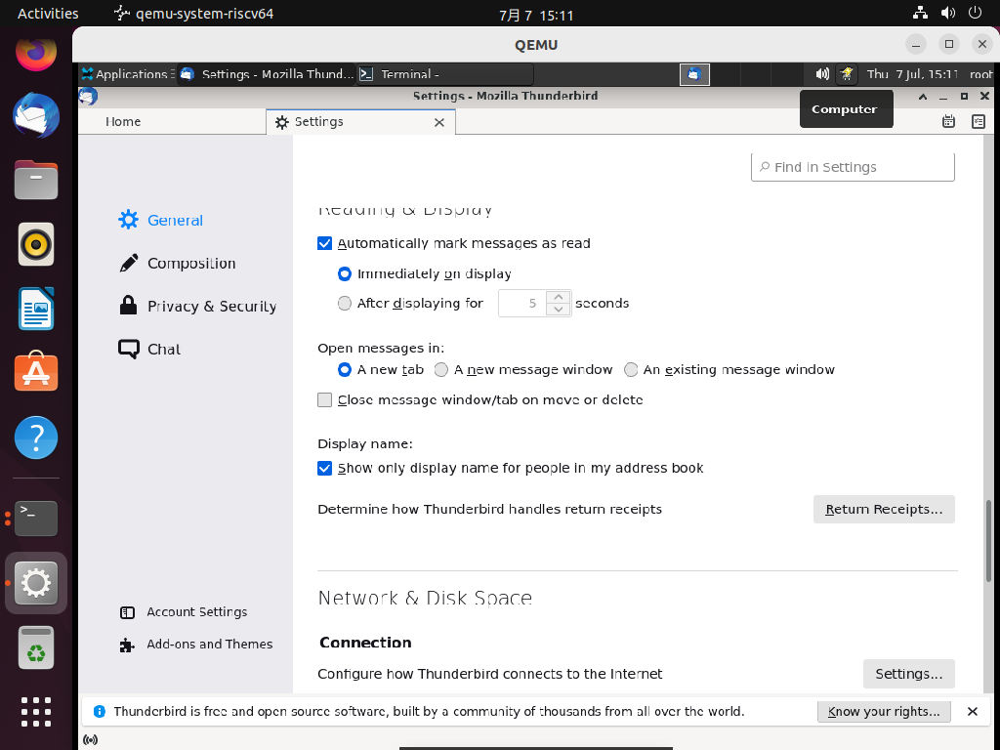 Activities qemu-system-riscv64 7月 7 15:11
QEMU
Applications Settings - Mozilla Thund... Terminal - Thu 7 Jul, 15:11 root
Settings - Mozilla Thunderbird
Computer
Home Settings
Find in Settings
General
Composition
Privacy & Security
Chat
Account Settings
Add-ons and Themes
Reading & Display
Automatically mark messages as read
Immediately on display
After displaying for 5 seconds
Open messages in:
A new tab A new message window An existing message window
Close message window/tab on move or delete
Display name:
Show only display name for people in my address book
Determine how Thunderbird handles return receipts Return Receipts...
Network & Disk Space
Connection
Configure how Thunderbird connects to the Internet Settings...
Thunderbird is free and open source software, built by a community of thousands from all over the world. Know your rights...